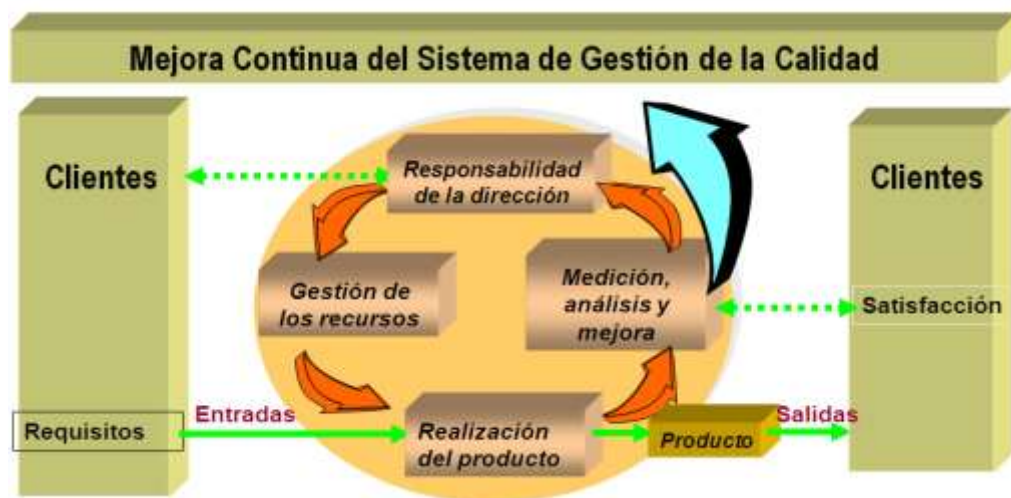 Mejora Continua del Sistema de Gestión de la Calidad
Clientes
Responsabilidad
de la dirección
Clientes
Gestión de
los recursos
Medición,
análisis y
mejora
Satisfacción
Requisitos
Entradas
Realización
del producto
Producto
Salidas